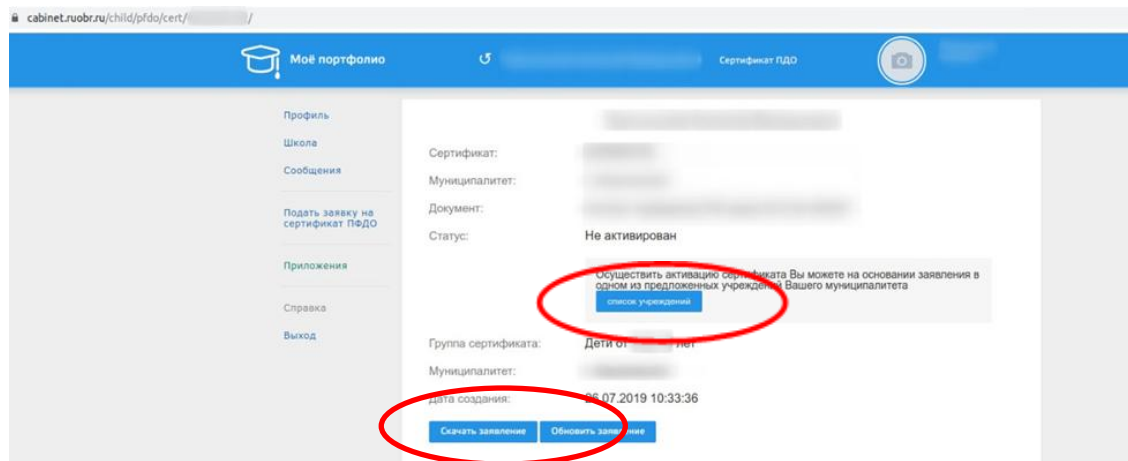 cabinet.ruobr.ru/child/pfdo/cert/ /
Моё портфолио
Сертификат ПДО
Профиль
Школа
Сообщения
Подать заявку на
сертификат ПФДО
Приложения
Справка
Выход
Сертификат:
Муниципалитет:
Документ:
Статус: Не активирован
Осуществить активацию сертификата Вы можете на основании заявления в
одном из предложенных учреждений Вашего муниципалитета
список учреждений
Группа сертификата: Дети от лет
Муниципалитет:
Дата создания: 26.07.2019 10:33:36
Скачать заявление Обновить заявление